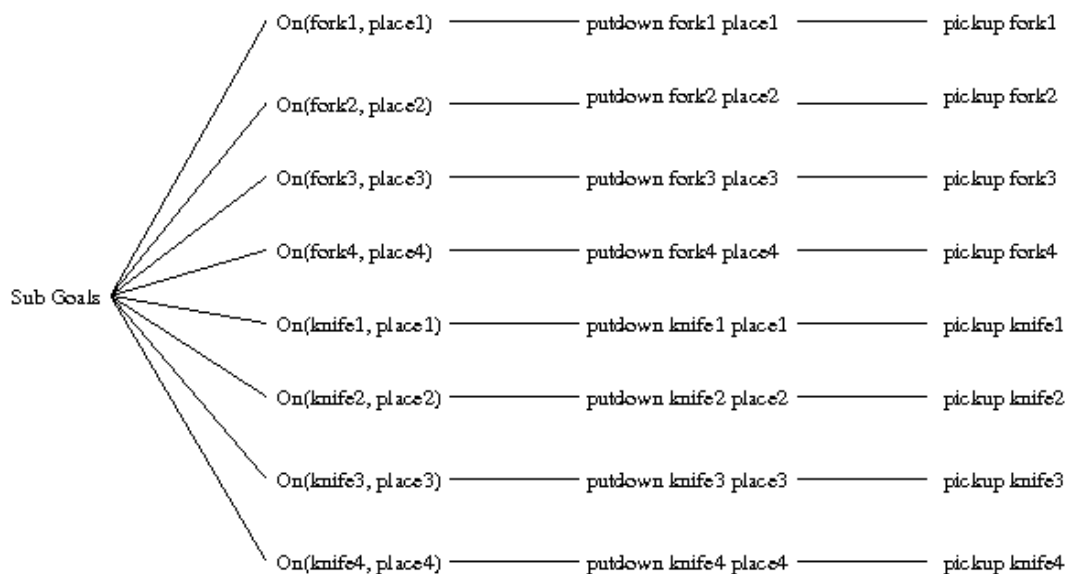 On(fork1, place1) putdown fork1 place1 pickup fork1
On(fork2, place2) putdown fork2 place2 pickup fork2
On(fork3, place3) putdown fork3 place3 pickup fork3
On(fork4, place4) putdown fork4 place4 pickup fork4
Sub Goals
On(knife1, place1) putdown knife1 place1 pickup knife1
On(knife2, place2) putdown knife2 place2 pickup knife2
On(knife3, place3) putdown knife3 place3 pickup knife3
On(knife4, place4) putdown knife4 place4 pickup knife4